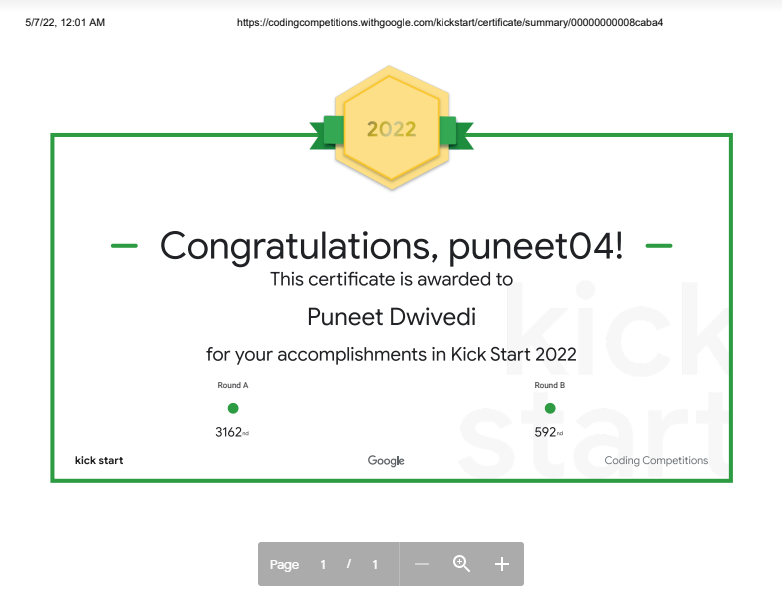 5/7/22, 12:01 AM https://codingcompetitions.withgoogle.com/kickstart/certificate/summary/00000000008caba4
2022
Congratulations, puneet04!
This certificate is awarded to
Puneet Dwivedi
for your accomplishments in Kick Start 2022
Round A Round B
3162nd 592nd
kick start
kick start Google Coding Competitions
Page 1 / 1